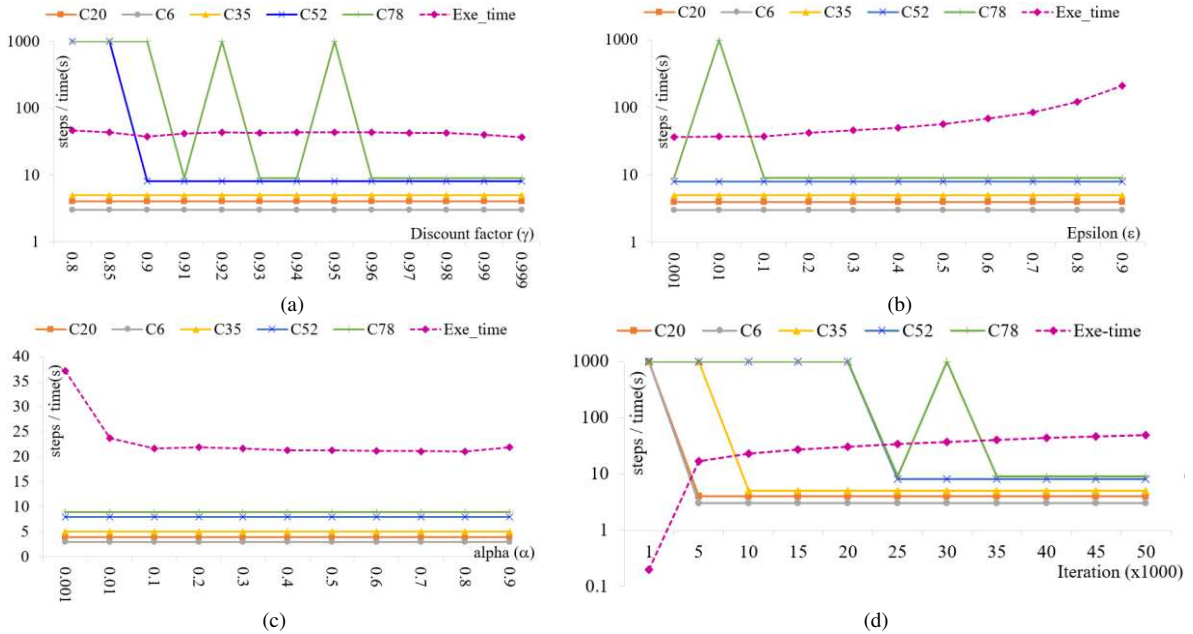 C20 C6 C35 C52 C78 Exe_time
1000
100
10
1
steps / time(s)
Discount factor (γ)
0.8 0.85 0.9 0.91 0.92 0.93 0.94 0.95 0.96 0.97 0.98 0.99 0.999
(a)
C20 C6 C35 C52 C78 Exe_time
1000
100
10
1
steps / time(s)
Epsilon (ε)
0.001 0.01 0.1 0.2 0.3 0.4 0.5 0.6 0.7 0.8 0.9
(b)
C20 C6 C35 C52 C78 Exe_time
40
35
30
25
20
15
10
5
0
steps / time(s)
alpha (α)
0.001 0.01 0.1 0.2 0.3 0.4 0.5 0.6 0.7 0.8 0.9
(c)
C20 C6 C35 C52 C78 Exe-time
1000
100
10
1
0.1
steps / time(s)
1 5 10 15 20 25 30 35 40 45 50
Iteration (x1000)
(d)